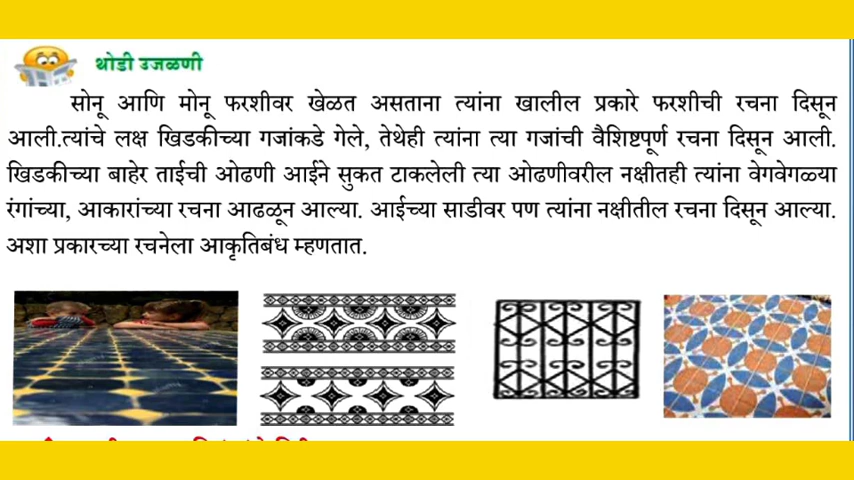 थोडी उजळणी
सोनू आणि मोनू फरशीवर खेळत असताना त्यांना खालील प्रकारे फरशीची रचना दिसून
आली.त्यांचे लक्ष खिडकीच्या गजांकडे गेले, तेथेही त्यांना त्या गजांची वैशिष्टपूर्ण रचना दिसून आली.
खिडकीच्या बाहेर ताईची ओढणी आईने सुकत टाकलेली त्या ओढणीवरील नक्षीतही त्यांना वेगवेगळ्या
रंगांच्या, आकारांच्या रचना आढळून आल्या. आईच्या साडीवर पण त्यांना नक्षीतील रचना दिसून आल्या.
अशा प्रकारच्या रचनेला आकृतिबंध म्हणतात.